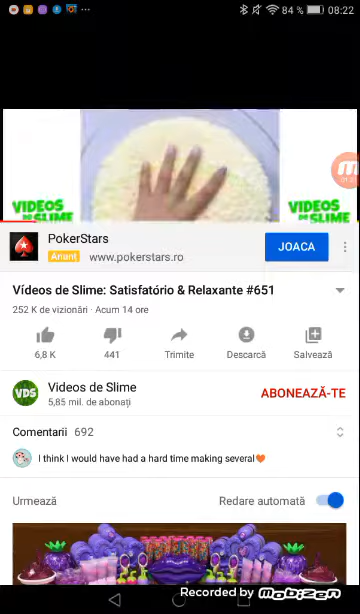 84 % 08:22
VIDEOS
DE SLIME
VIDEOS
DE SLIME
PokerStars
Anunț www.pokerstars.ro
JOACA
Vídeos de Slime: Satisfatório & Relaxante #651
252 K de vizionări · Acum 14 ore
6,8 K 441 Trimite Descarcă Salvează
VDS
Videos de Slime
5,85 mil. de abonați
ABONEAZĂ-TE
Comentarii 692
I think I would have had a hard time making several🧡
Urmează Redare automată
Recorded by mobizen